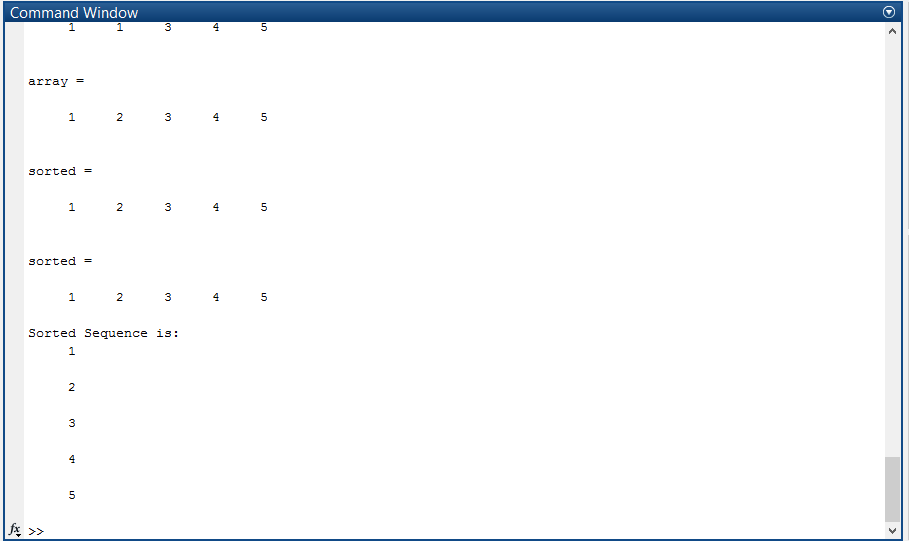 Command Window
1 1 3 4 5
array =
1 2 3 4 5
sorted =
1 2 3 4 5
sorted =
1 2 3 4 5
Sorted Sequence is:
1
2
3
4
5
fx >>